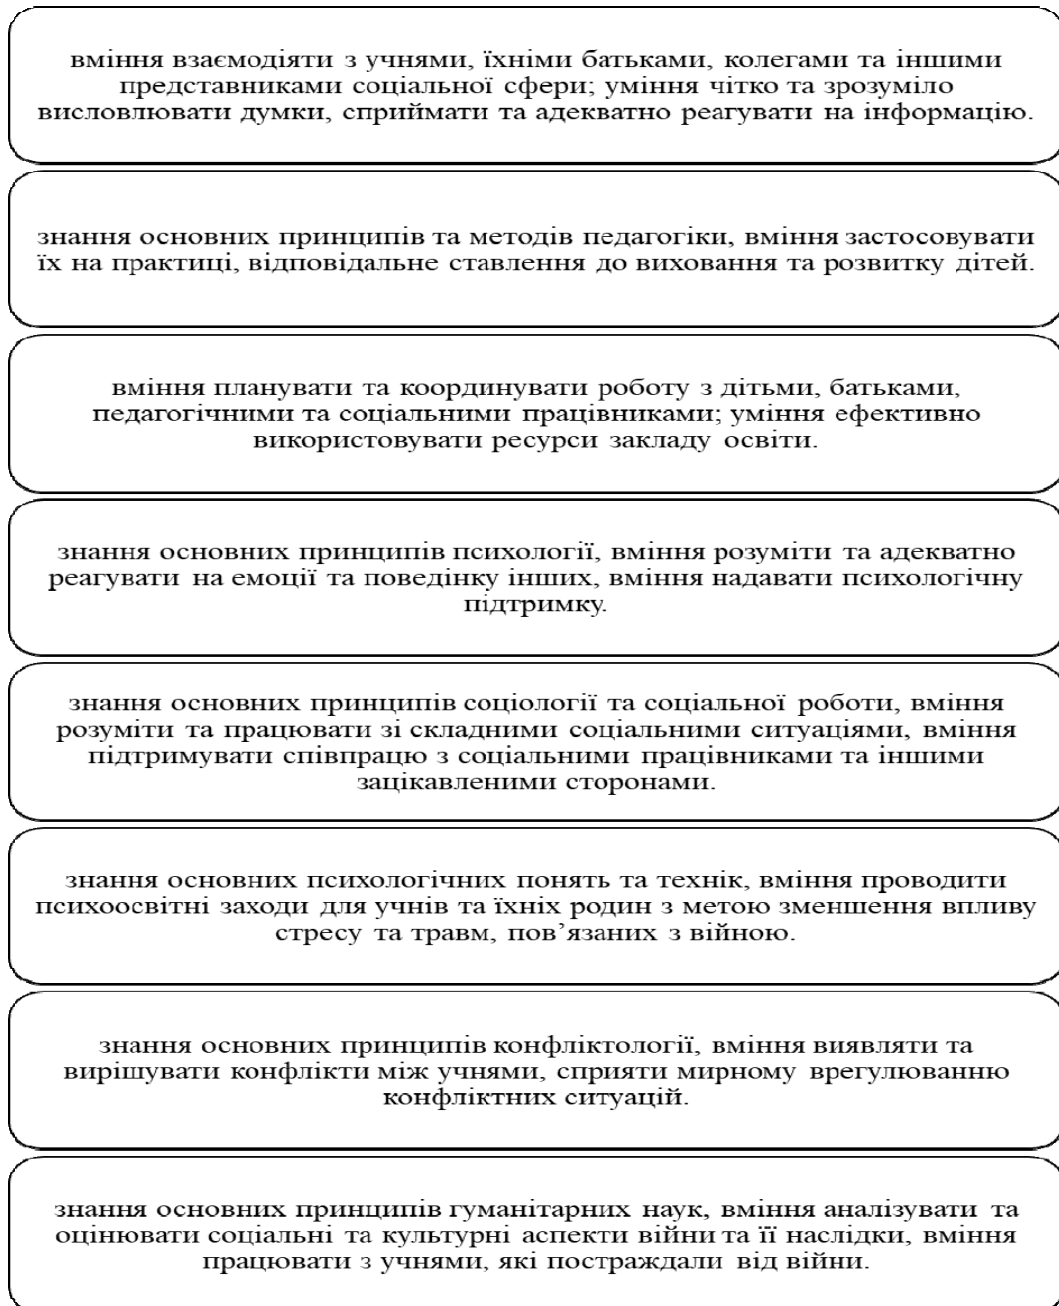 вміння взаємодіяти з учнями, їхніми батьками, колегами та іншими
представниками соціальної сфери; уміння чітко та зрозуміло
висловлювати думки, сприймати та адекватно реагувати на інформацію.
знання основних принципів та методів педагогіки, вміння застосовувати
їх на практиці, відповідальне ставлення до виховання та розвитку дітей.
вміння планувати та координувати роботу з дітьми, батьками,
педагогічними та соціальними працівниками; уміння ефективно
використовувати ресурси закладу освіти.
знання основних принципів психології, вміння розуміти та адекватно
реагувати на емоції та поведінку інших, вміння надавати психологічну
підтримку.
знання основних принципів соціології та соціальної роботи, вміння
розуміти та працювати зі складними соціальними ситуаціями, вміння
підтримувати співпрацю з соціальними працівниками та іншими
зацікавленими сторонами.
знання основних психологічних понять та технік, вміння проводити
психоосвітні заходи для учнів та їхніх родин з метою зменшення впливу
стресу та травм, пов’язаних з війною.
знання основних принципів конфліктології, вміння виявляти та
вирішувати конфлікти між учнями, сприяти мирному врегулюванню
конфліктних ситуацій.
знання основних принципів гуманітарних наук, вміння аналізувати та
оцінювати соціальні та культурні аспекти війни та її наслідки, вміння
працювати з учнями, які постраждали від війни.